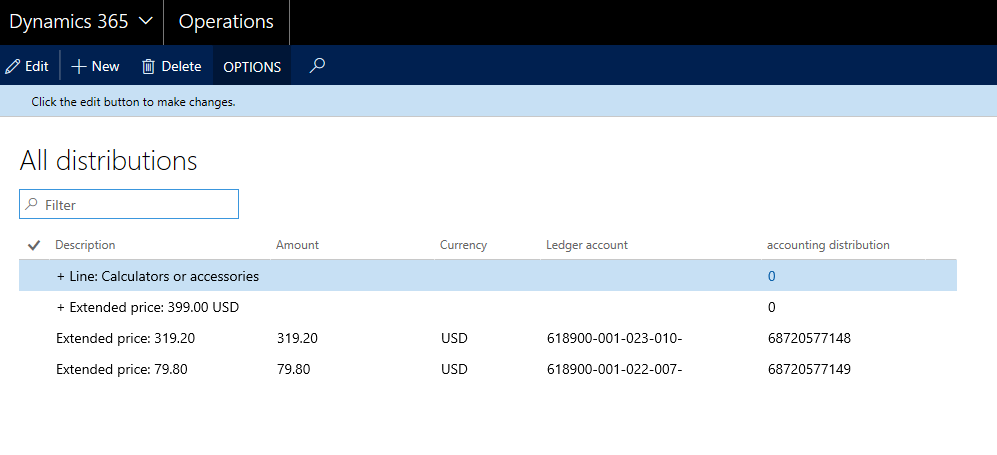 Dynamics 365 Operations
Edit New Delete OPTIONS
Click the edit button to make changes.
All distributions
Filter
Description Amount Currency Ledger account accounting distribution
+ Line: Calculators or accessories 0
+ Extended price: 399.00 USD 0
Extended price: 319.20 319.20 USD 618900-001-023-010- 68720577148
Extended price: 79.80 79.80 USD 618900-001-022-007- 68720577149